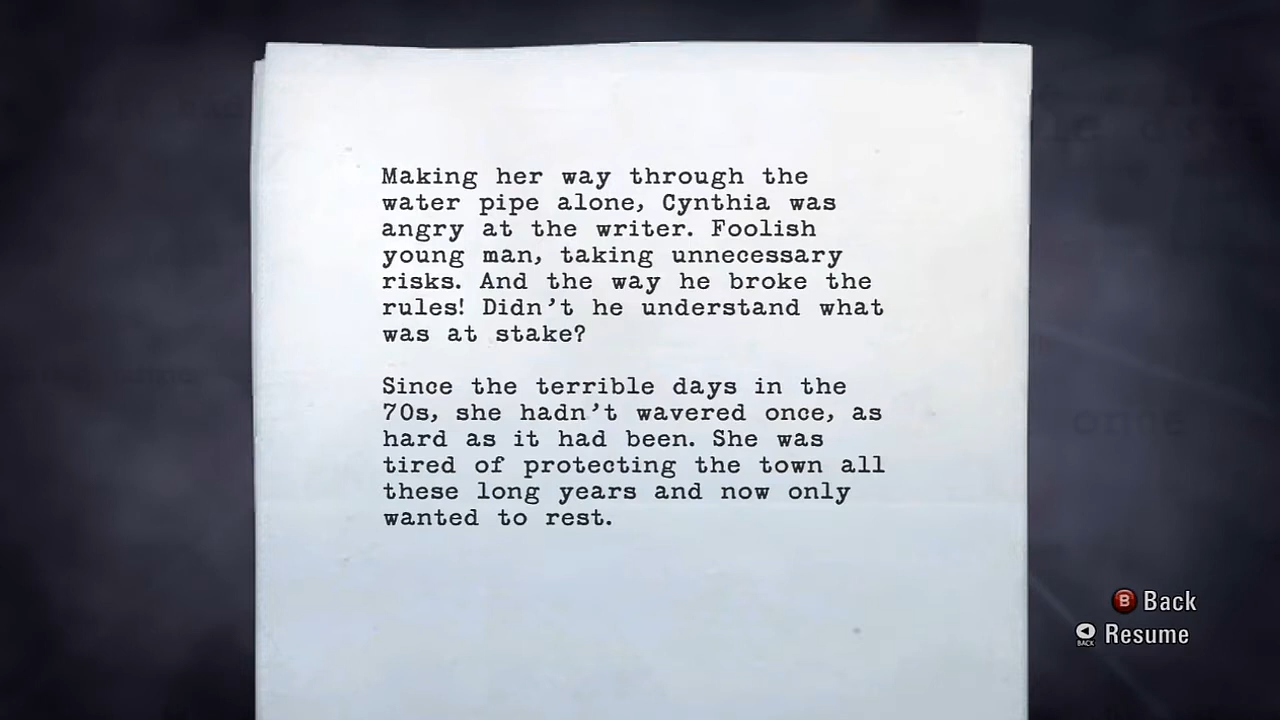 Making her way through the
water pipe alone, Cynthia was
angry at the writer. Foolish
young man, taking unnecessary
risks. And the way he broke the
rules! Didn't he understand what
was at stake?
Since the terrible days in the
70s, she hadn't wavered once, as
hard as it had been. She was
tired of protecting the town all
these long years and now only
wanted to rest.
B Back
BACK Resume